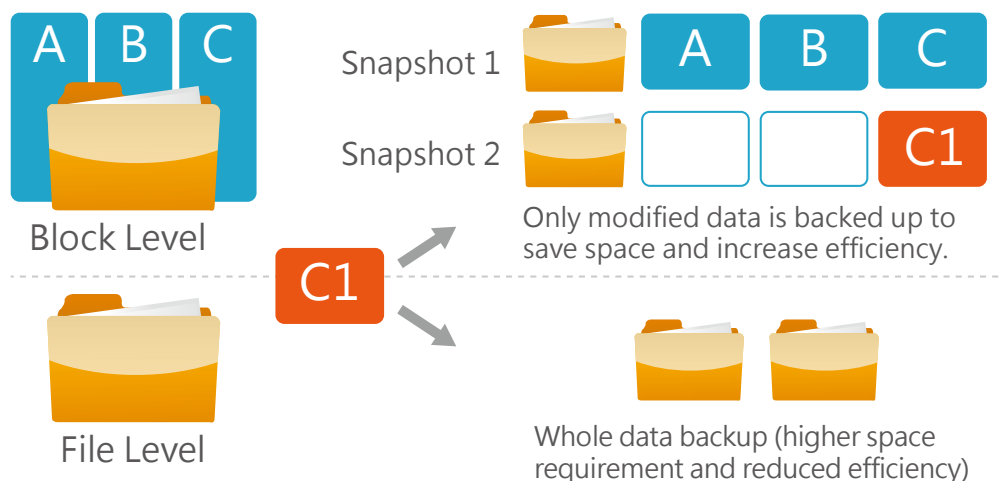 A B C
Block Level
Snapshot 1 A B C
Snapshot 2 C1
Only modified data is backed up to
save space and increase efficiency.
C1
File Level
Whole data backup (higher space
requirement and reduced efficiency)